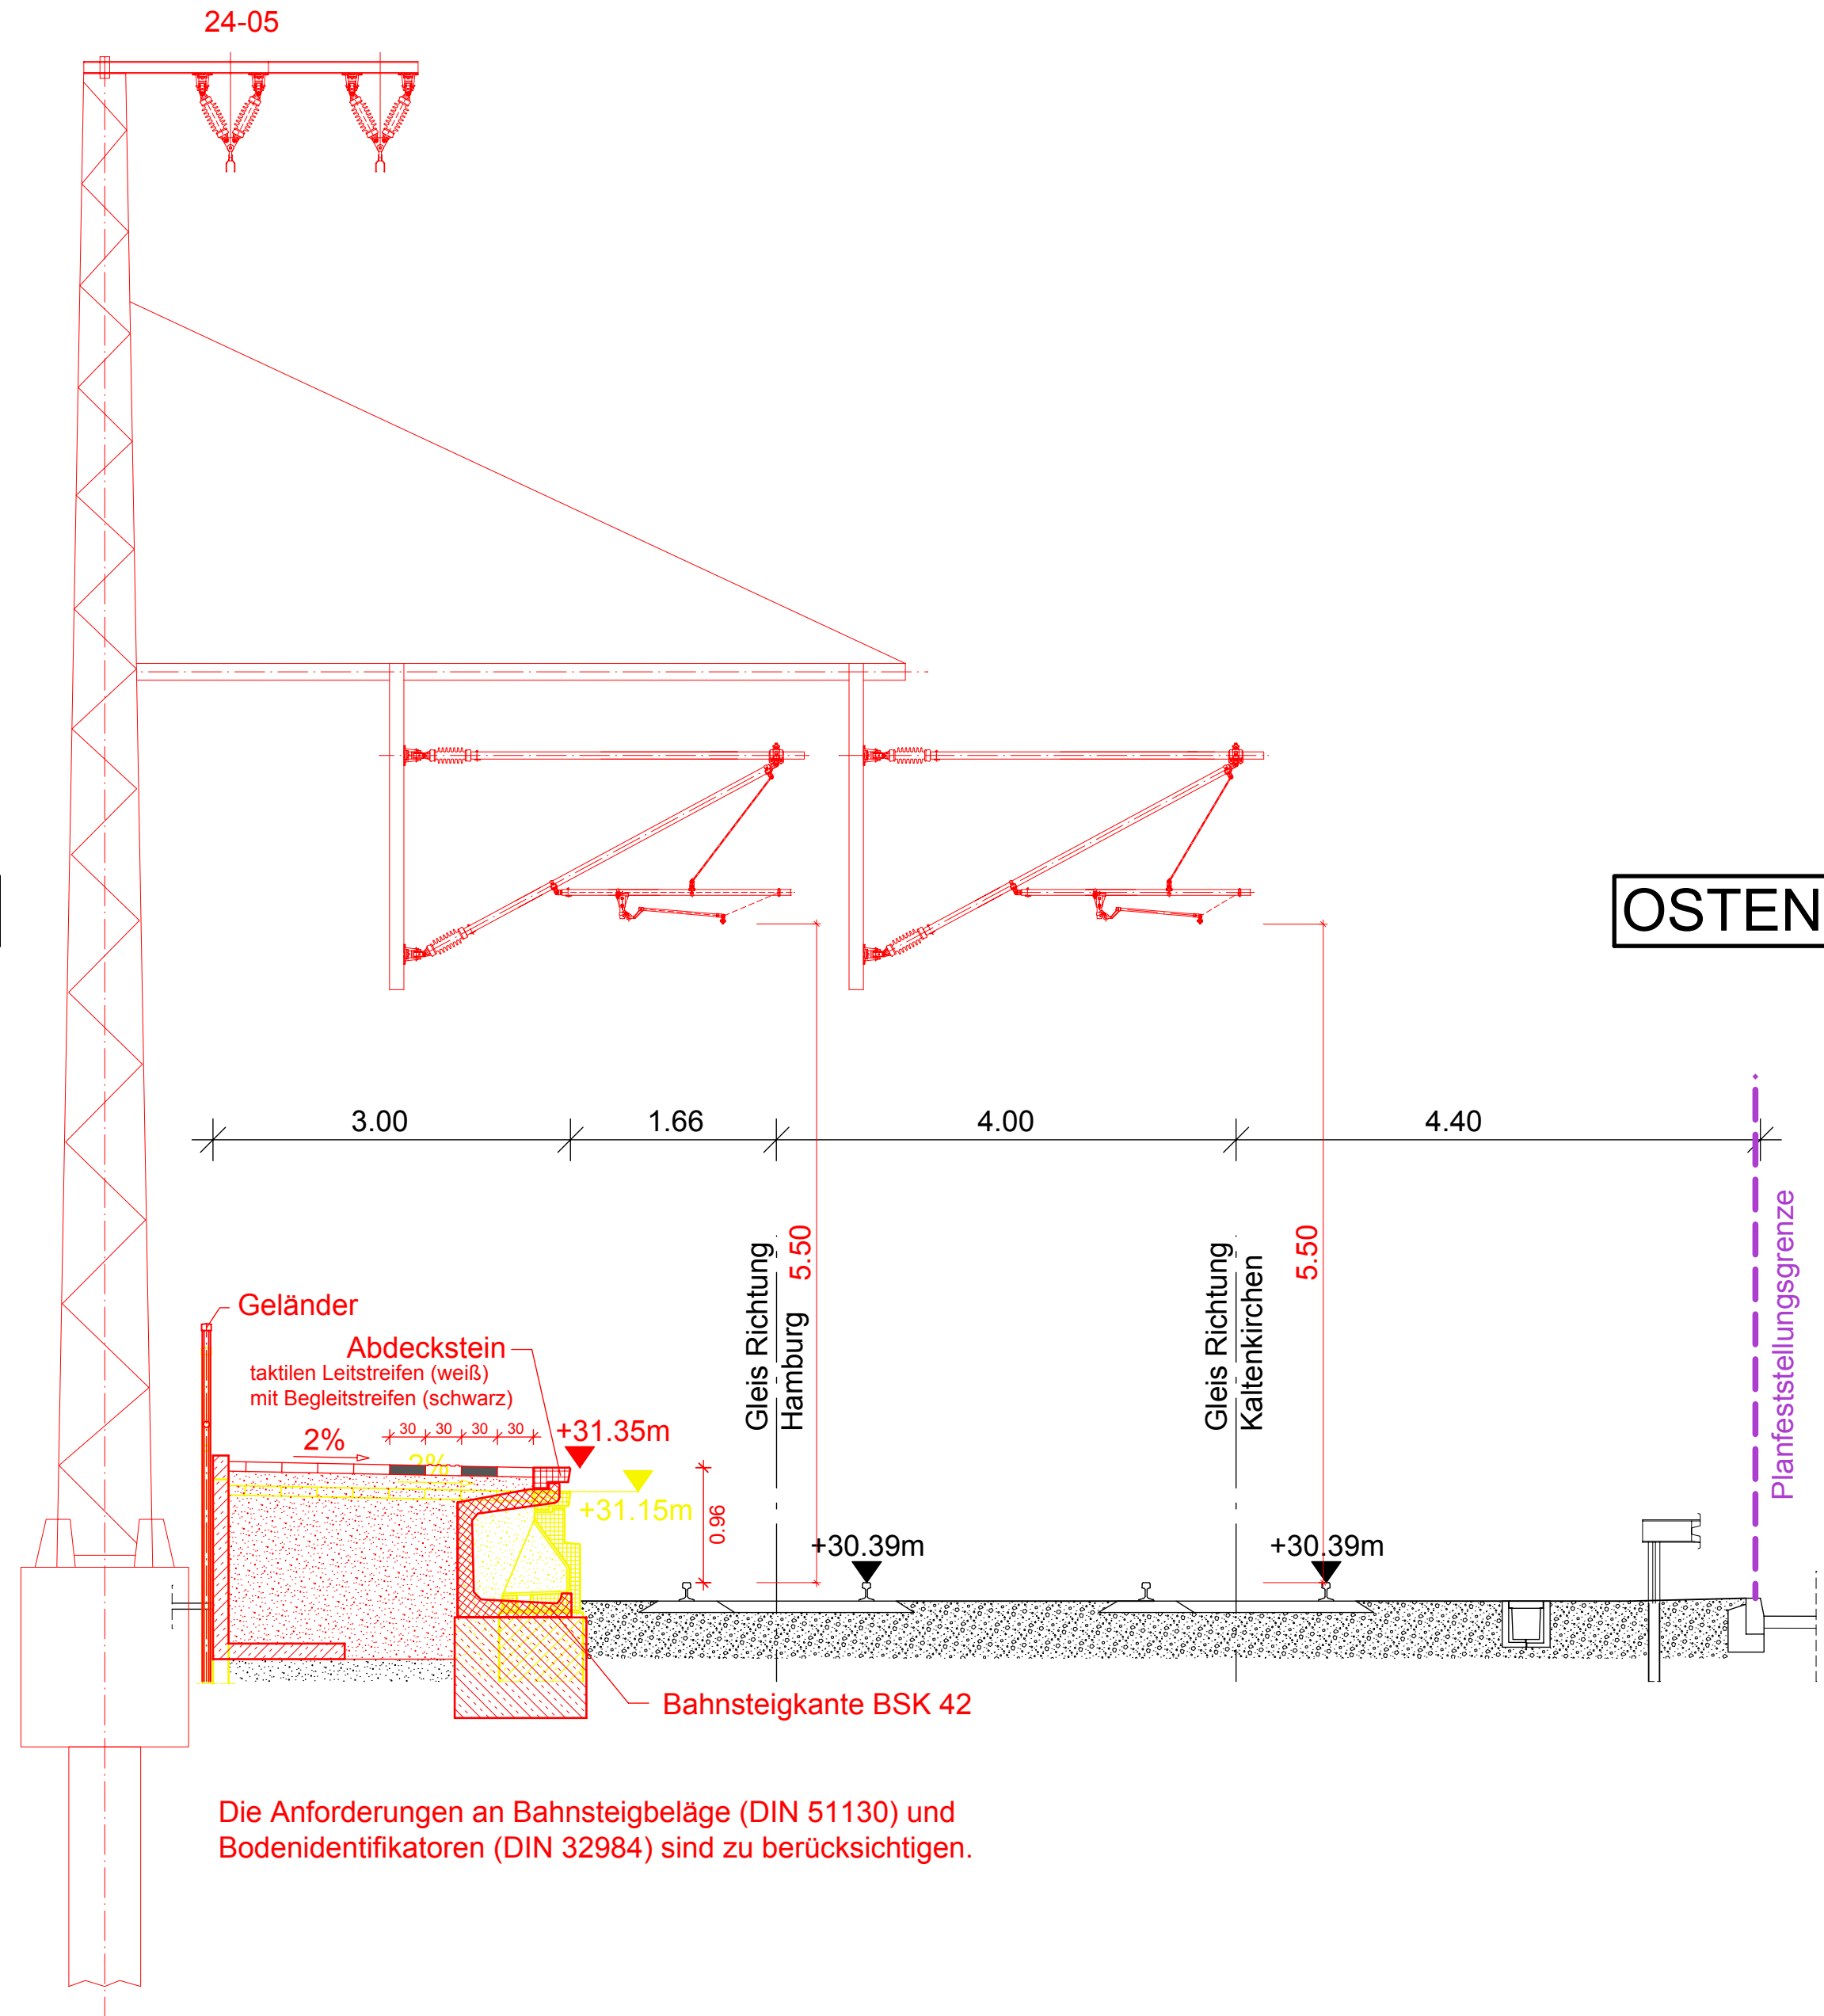 24-05
OSTEN
3.00
1.66
4.00
4.40
5.50
5.50
Gleis Richtung
Hamburg
Gleis Richtung
Kaltenkirchen
Planfeststellungsgrenze
Geländer
Abdeckstein
taktilen Leitstreifen (weiß)
mit Begleitstreifen (schwarz)
30 30 30 30
+31.35m
2%
2%
+31.15m
0.96
+30.39m
+30.39m
Bahnsteigkante BSK 42
Die Anforderungen an Bahnsteigbeläge (DIN 51130) und
Bodenidentifikatoren (DIN 32984) sind zu berücksichtigen.